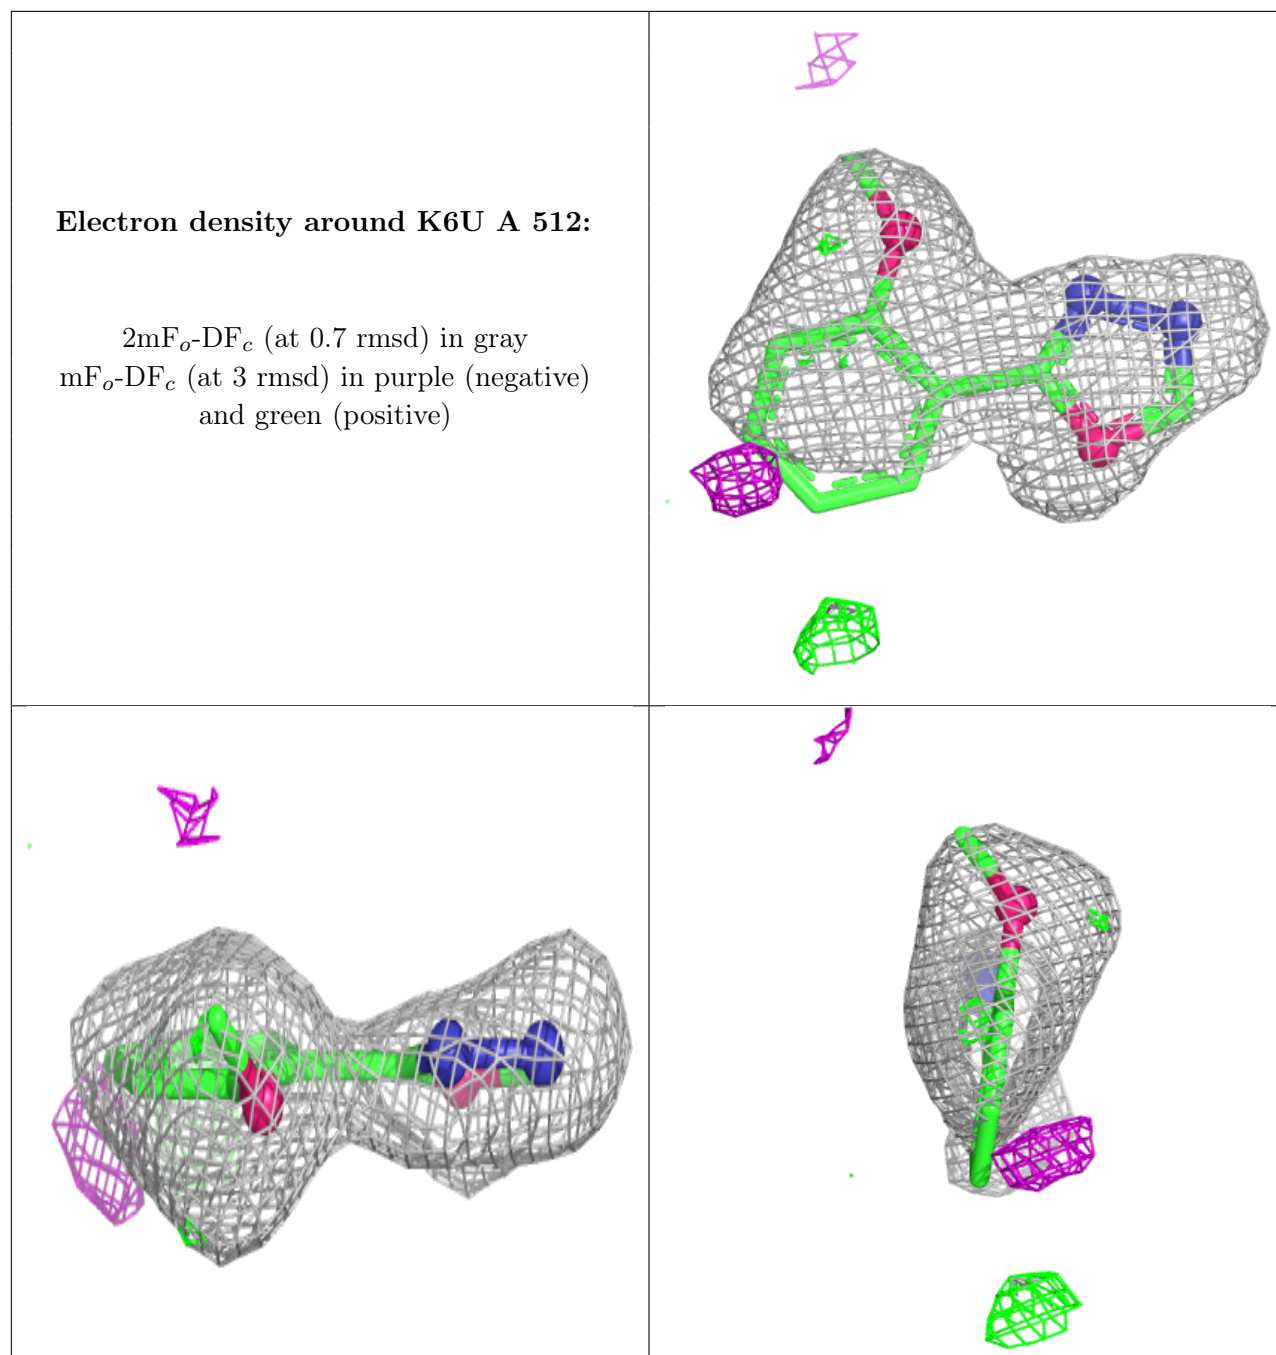 Electron density around K6U A 512:
2mFo-DFc (at 0.7 rmsd) in gray
mFo-DFc (at 3 rmsd) in purple (negative)
and green (positive)